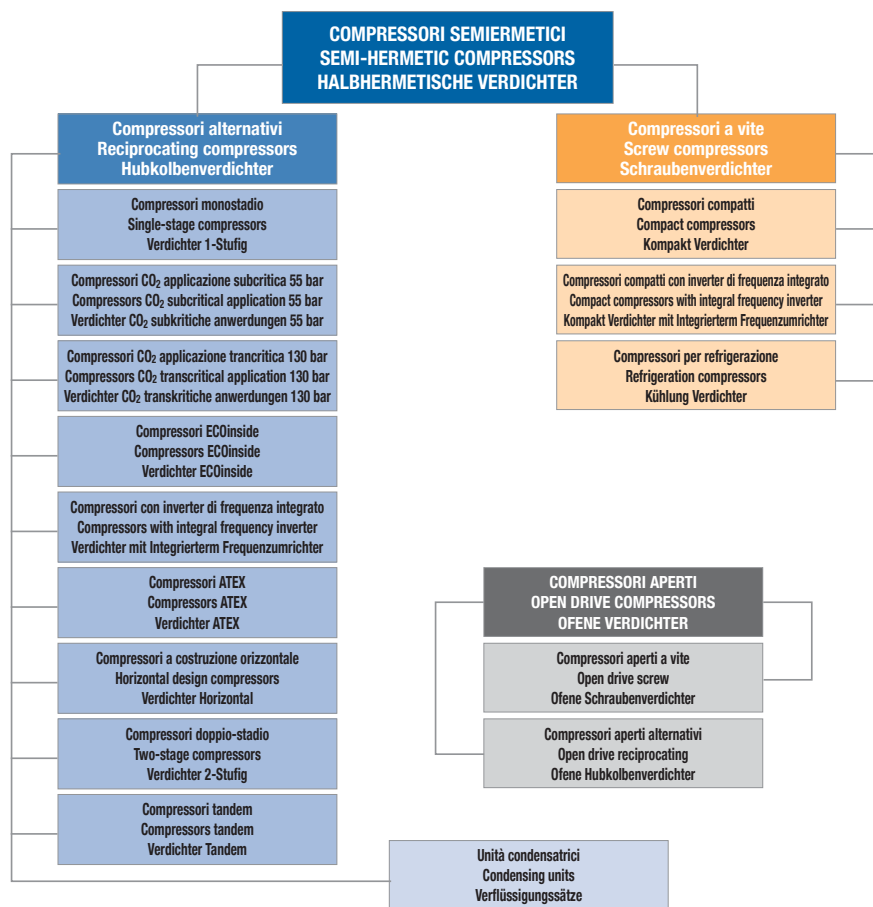 COMPRESSORI SEMIERMETICI
SEMI-HERMETIC COMPRESSORS
HALBHERMETISCHE VERDICHTER
Compressori alternativi
Reciprocating compressors
Hubkolbenverdichter
Compressori monostadio
Single-stage compressors
Verdichter 1-Stufig
Compressori CO₂ applicazione subcritica 55 bar
Compressors CO₂ subcritical application 55 bar
Verdichter CO₂ subkritiche anwerdungen 55 bar
Compressori CO₂ applicazione trancritica 130 bar
Compressors CO₂ transcritical application 130 bar
Verdichter CO₂ transkritiche anwerdungen 130 bar
Compressori ECOinside
Compressors ECOinside
Verdichter ECOinside
Compressori con inverter di frequenza integrato
Compressors with integral frequency inverter
Verdichter mit Integrierterm Frequenzumrichter
Compressori ATEX
Compressors ATEX
Verdichter ATEX
Compressori a costruzione orizzontale
Horizontal design compressors
Verdichter Horizontal
Compressori doppio-stadio
Two-stage compressors
Verdichter 2-Stufig
Compressori tandem
Compressors tandem
Verdichter Tandem
Compressori a vite
Screw compressors
Schraubenverdichter
Compressori compatti
Compact compressors
Kompakt Verdichter
Compressori compatti con inverter di frequenza integrato
Compact compressors with integral frequency inverter
Kompakt Verdichter mit Integrierterm Frequenzumrichter
Compressori per refrigerazione
Refrigeration compressors
Kühlung Verdichter
COMPRESSORI APERTI
OPEN DRIVE COMPRESSORS
OFENE VERDICHTER
Compressori aperti a vite
Open drive screw
Ofene Schraubenverdichter
Compressori aperti alternativi
Open drive reciprocating
Ofene Hubkolbenverdichter
Unità condensatrici
Condensing units
Verflüssigungssätze